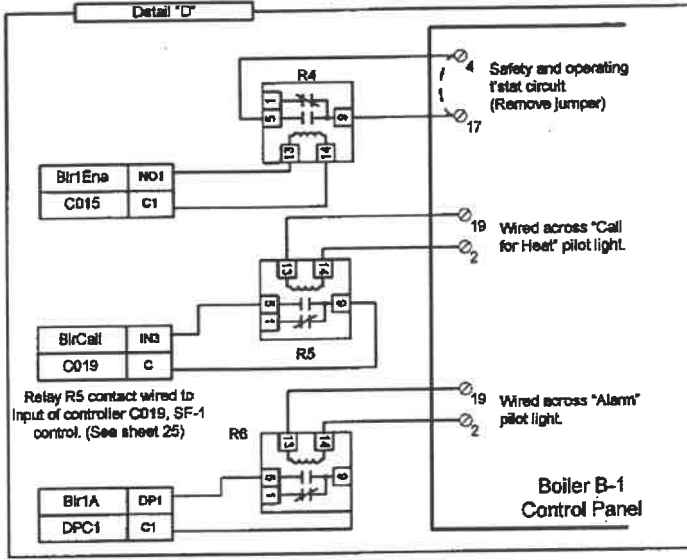 Detail "D"
R4
1
5
9
13
14
Blr1Ena NO1
C015 C1
4
17
Safety and operating
t'stat circuit
(Remove jumper)
19
2
Wired across "Call
for Heat" pilot light.
13
14
5
1
9
R5
BlrCall IN3
C019 C
Relay R5 contact wired to
input of controller C019, SF-1
control. (See sheet 25)
R6
13
14
1
9
19
2
Wired across "Alarm"
pilot light.
Blr1A DP1
DPC1 C1
Boiler B-1
Control Panel